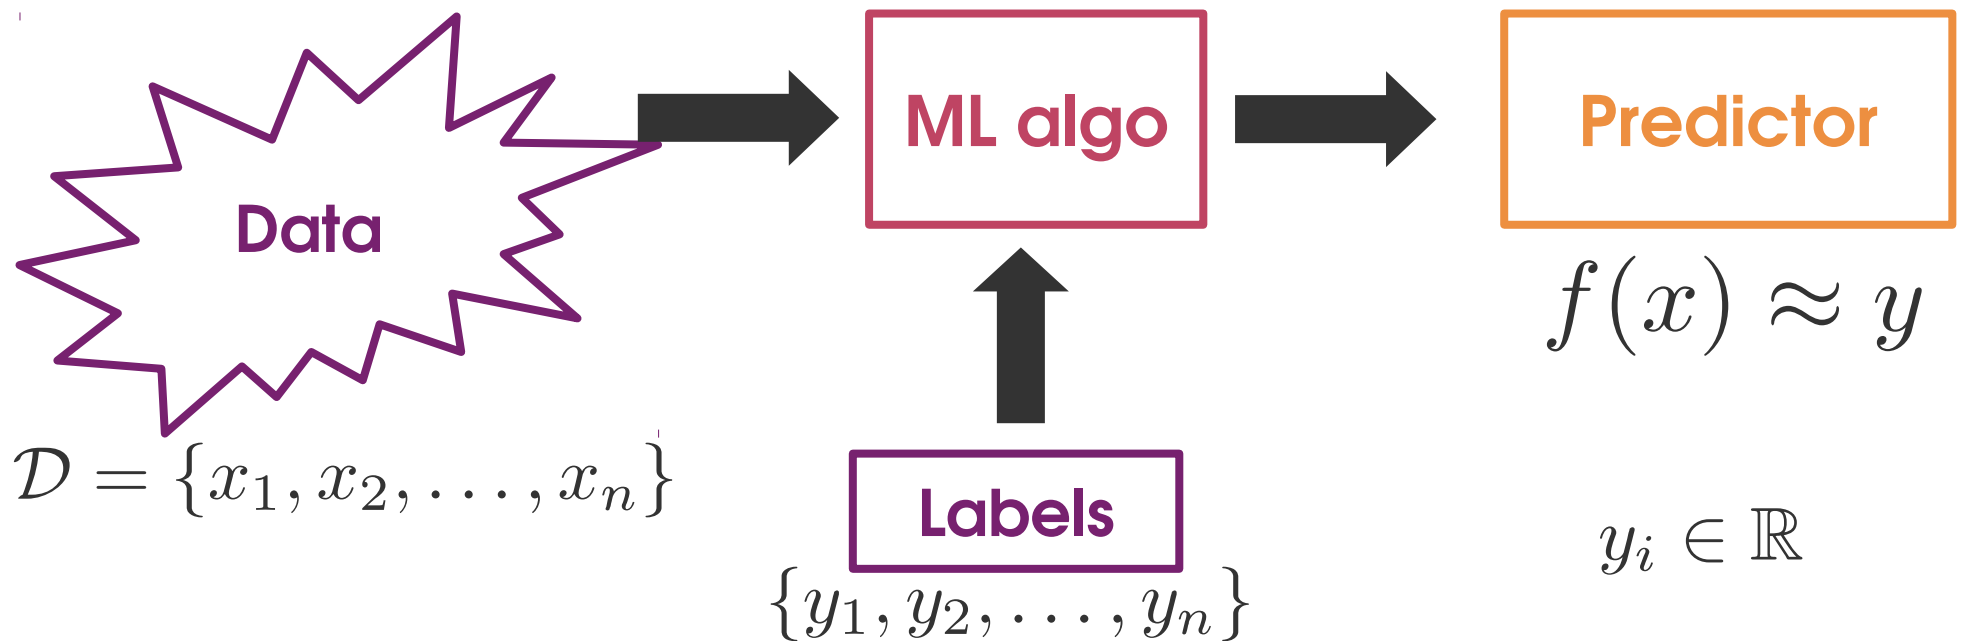 Data
ML algo
Predictor
f(x) ≈ y
𝒟 = {x₁, x₂, . . . , xₙ}
Labels
{y₁, y₂, . . . , yₙ}
yᵢ ∈ ℝ